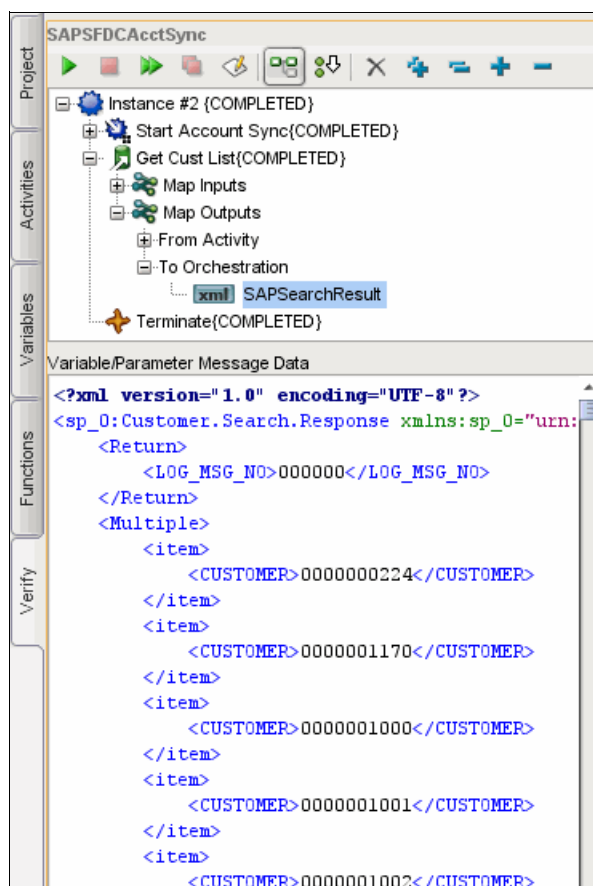 SAPSFDCAcctSync
Project
Activities
Variables
Functions
Verify
Instance #2 {COMPLETED}
Start Account Sync{COMPLETED}
Get Cust List{COMPLETED}
Map Inputs
Map Outputs
From Activity
To Orchestration
xml SAPSearchResult
Terminate{COMPLETED}
Variable/Parameter Message Data
<?xml version="1.0" encoding="UTF-8"?>
<sp_0:Customer.Search.Response xmlns:sp_0="urn:
<Return>
<LOG_MSG_NO>000000</LOG_MSG_NO>
</Return>
<Multiple>
<item>
<CUSTOMER>0000000224</CUSTOMER>
</item>
<item>
<CUSTOMER>0000001170</CUSTOMER>
</item>
<item>
<CUSTOMER>0000001000</CUSTOMER>
</item>
<item>
<CUSTOMER>0000001001</CUSTOMER>
</item>
<item>
<CUSTOMER>0000001002</CUSTOMER>